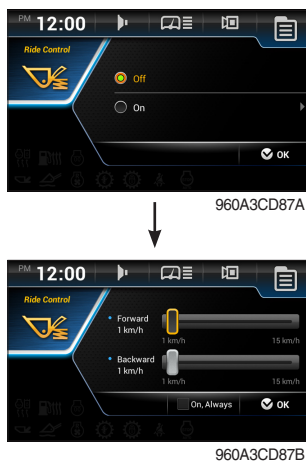 PM 12:00
Ride Control
Off
On
OK
960A3CD87A
PM 12:00
Ride Control
Forward
1 km/h
1 km/h 15 km/h
Backward
1 km/h
1 km/h 15 km/h
On, Always OK
960A3CD87B